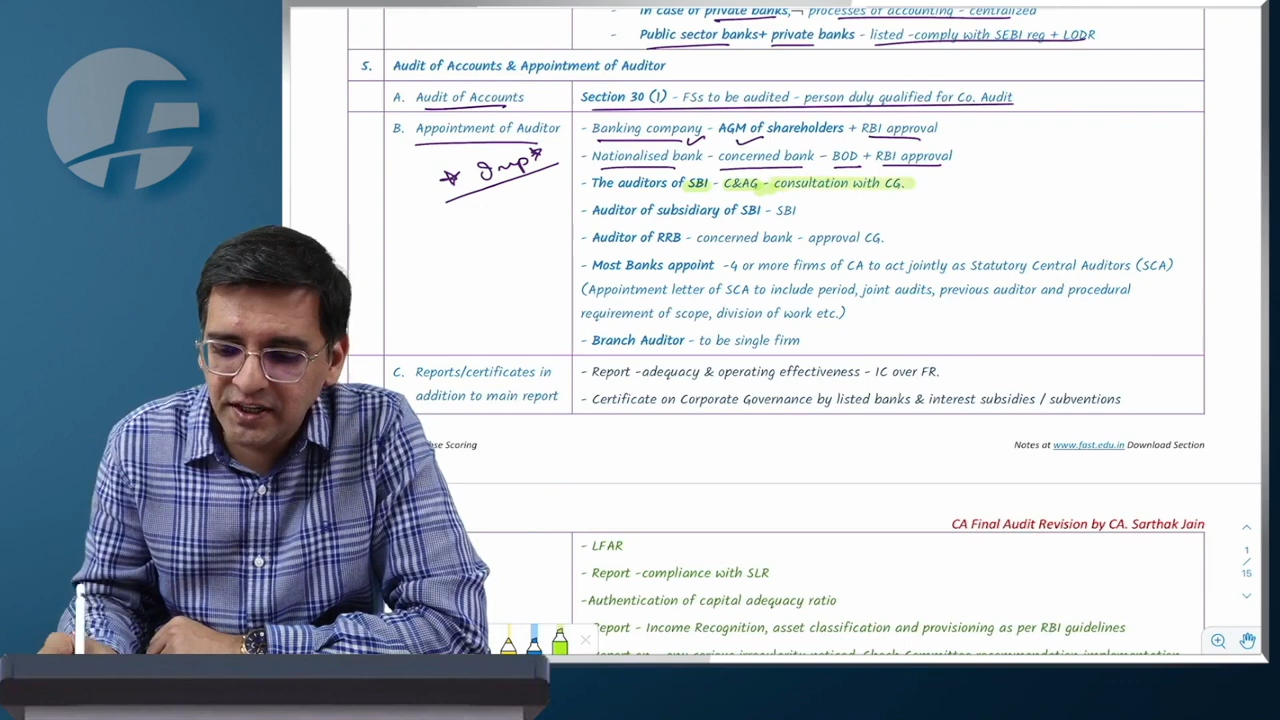 - In case of private banks, processes of accounting - centralized
- Public sector banks+ private banks - listed -comply with SEBI reg + LODR
5. Audit of Accounts & Appointment of Auditor
A. Audit of Accounts
Section 30 (1) - FSs to be audited - person duly qualified for Co. Audit
B. Appointment of Auditor
Imp
- Banking company - AGM of shareholders + RBI approval
- Nationalised bank - concerned bank – BOD + RBI approval
- The auditors of SBI - C&AG - consultation with CG.
- Auditor of subsidiary of SBI - SBI
- Auditor of RRB - concerned bank - approval CG.
- Most Banks appoint -4 or more firms of CA to act jointly as Statutory Central Auditors (SCA)
(Appointment letter of SCA to include period, joint audits, previous auditor and procedural
requirement of scope, division of work etc.)
- Branch Auditor - to be single firm
C. Reports/certificates in
addition to main report
- Report -adequacy & operating effectiveness - IC over FR.
- Certificate on Corporate Governance by listed banks & interest subsidies / subventions
Scoring
Notes at www.fast.edu.in Download Section
CA Final Audit Revision by CA. Sarthak Jain
- LFAR
- Report -compliance with SLR
-Authentication of capital adequacy ratio
Report - Income Recognition, asset classification and provisioning as per RBI guidelines
1
/
15